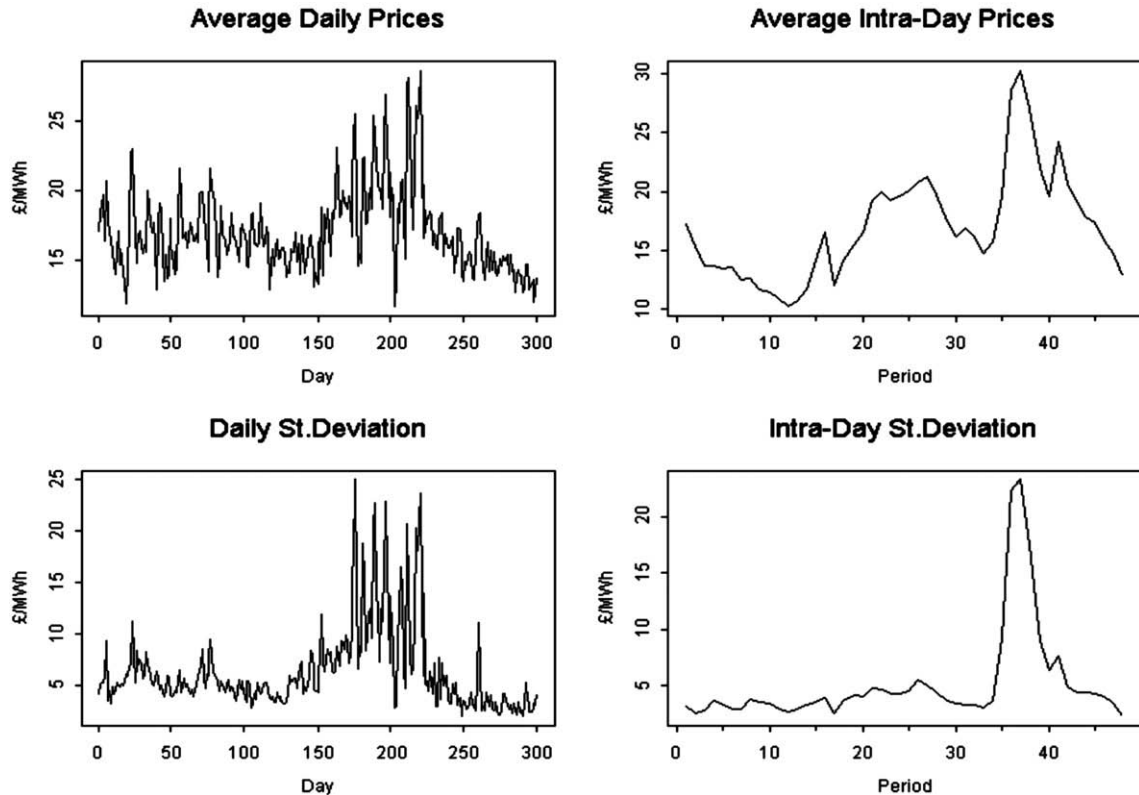 Average Daily Prices
£/MWh
25
20
15
0 50 100 150 200 250 300
Day
Average Intra-Day Prices
£/MWh
30
25
20
15
10
0 10 20 30 40
Period
Daily St.Deviation
£/MWh
25
20
15
10
5
0 50 100 150 200 250 300
Day
Intra-Day St.Deviation
£/MWh
20
15
10
5
0 10 20 30 40
Period